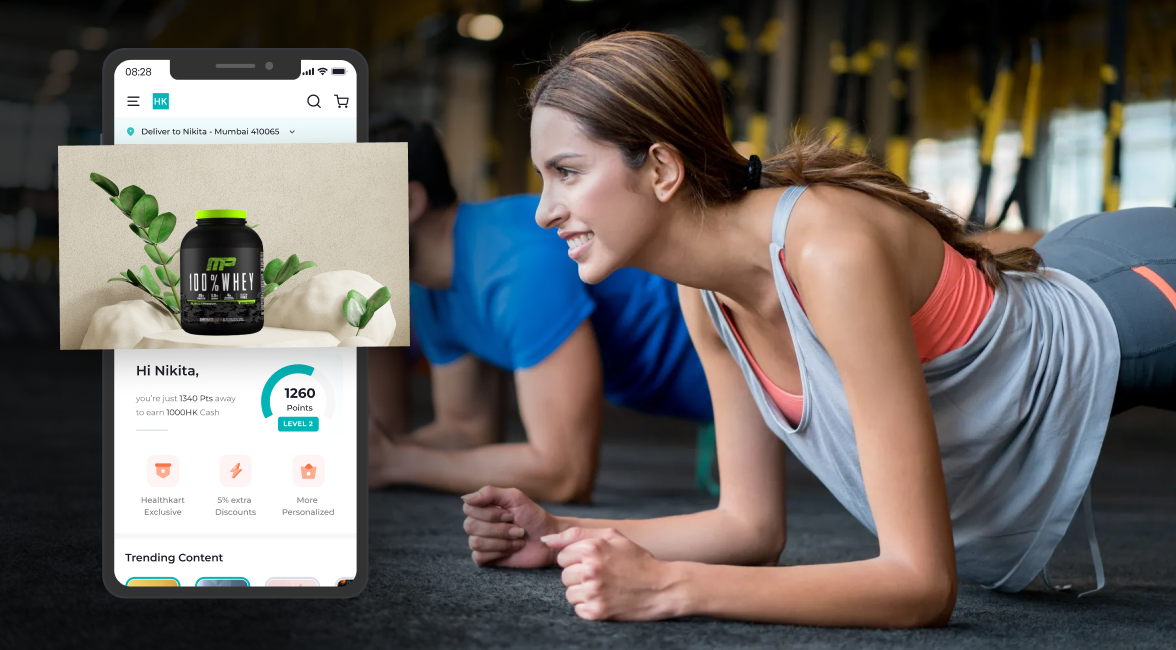 08:28
HK
Deliver to Nikita - Mumbai 410065
MP
100% WHEY
Hi Nikita,
you're just 1340 Pts away
to earn 1000HK Cash
1260
Points
LEVEL 2
Healthkart
Exclusive
5% extra
Discounts
More
Personalized
Trending Content